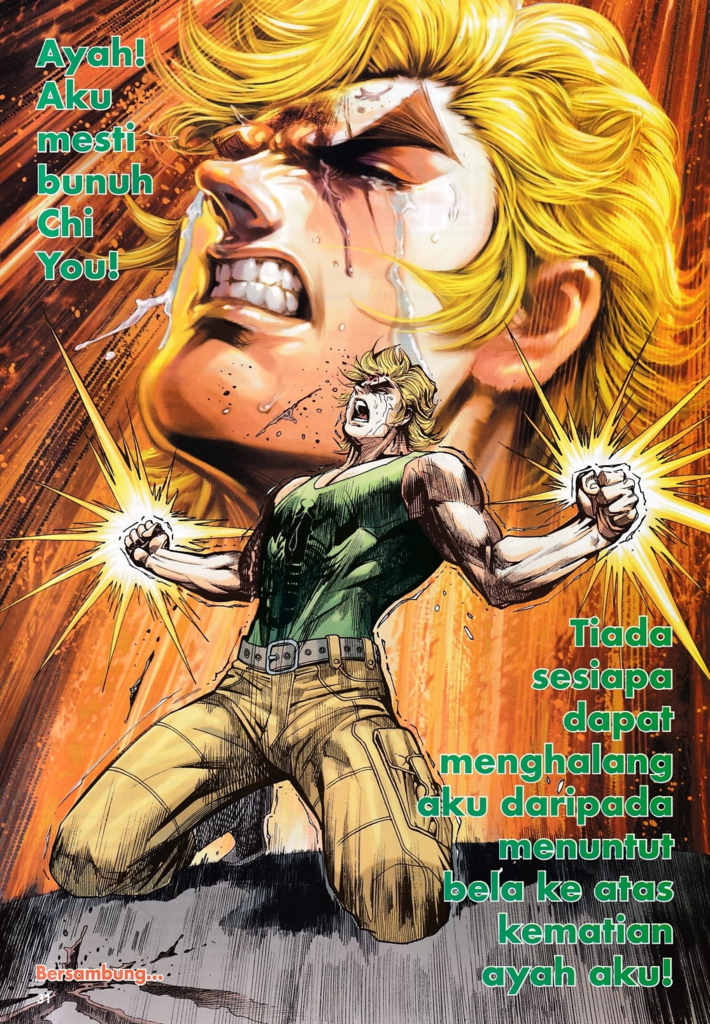 Ayah!
Aku
mesti
bunuh
Chi
You!
Tiada
sesiapa
dapat
menghalang
aku daripada
menuntut
bela ke atas
kematian
ayah aku!
Bersambung...